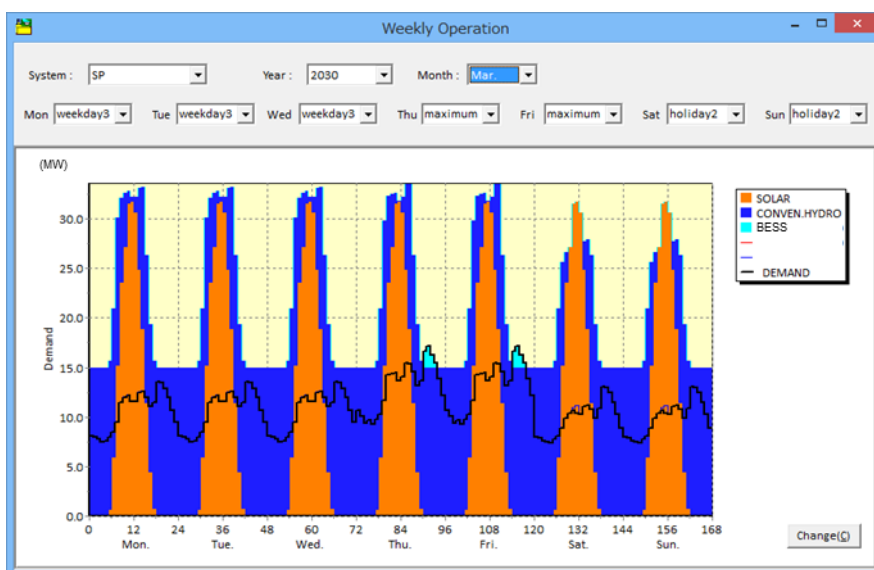 Weekly Operation
System : SP Year : 2030 Month : Mar.
Mon weekday3 Tue weekday3 Wed weekday3 Thu maximum Fri maximum Sat holiday2 Sun holiday2
(MW)
SOLAR
CONVEN.HYDRO
BESS
DEMAND
30.0
25.0
20.0
15.0
10.0
5.0
0.0
Demand
0 12 24 36 48 60 72 84 96 108 120 132 144 156 168
Mon. Tue. Wed. Thu. Fri. Sat. Sun.
Change(C)